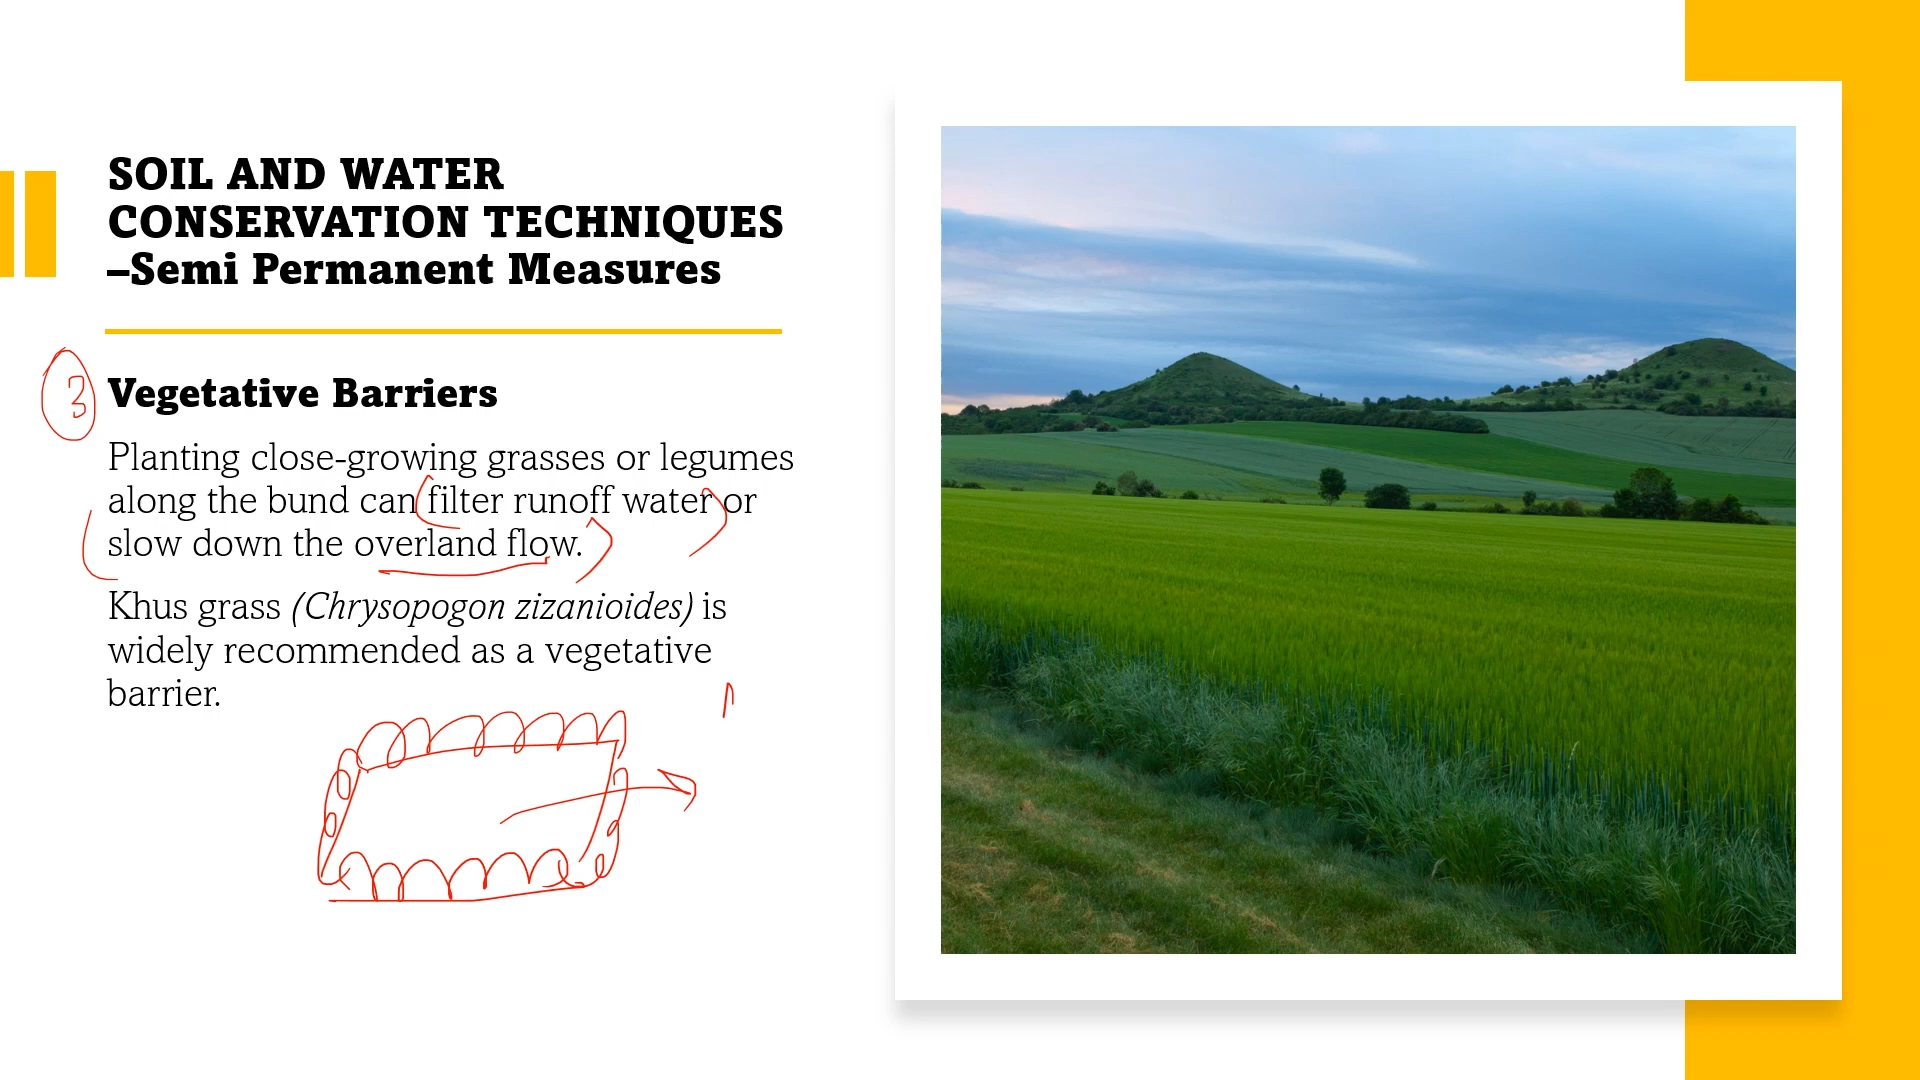 SOIL AND WATER
CONSERVATION TECHNIQUES
–Semi Permanent Measures
3
Vegetative Barriers
Planting close-growing grasses or legumes
along the bund can filter runoff water or
slow down the overland flow.
Khus grass (Chrysopogon zizanioides) is
widely recommended as a vegetative
barrier.